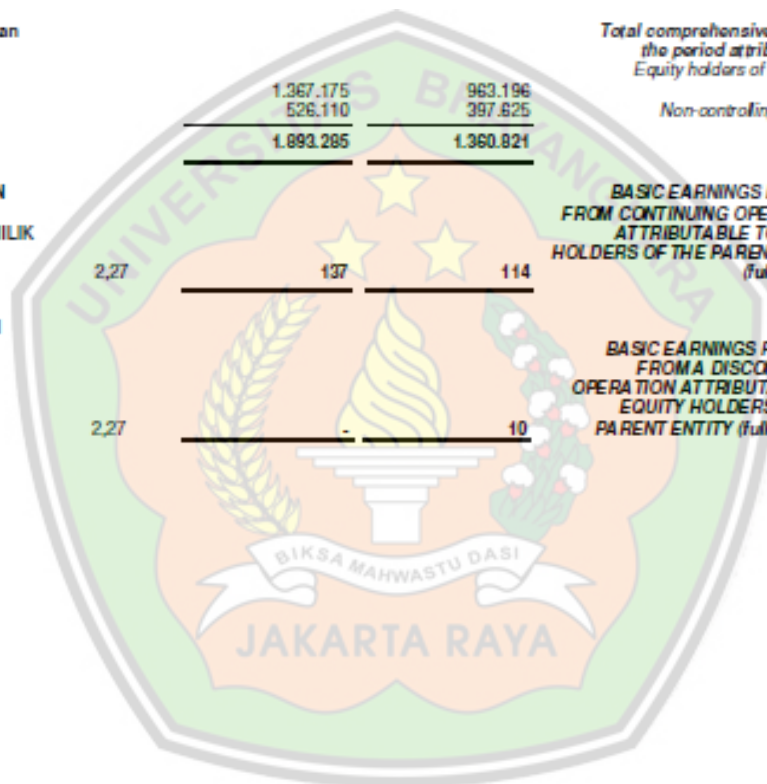 an Total comprehensive
the period attrib
Equity holders of
1.367.175 963.196
526.110 397.625 Non-controllin
1.893.285 1.360.821
N BASIC EARNINGS
FROM CONTINUING OPE
IILIK ATTRIBUTABLE T
HOLDERS OF THE PAREN
2,27 137 114 (ful
BASIC EARNINGS
FROM A DISCO
OPERATION ATTRIBUT
EQUITY HOLDERS
2,27 - 10 PARENT ENTITY (ful
UNIVERSITAS BHAYANGKARA
BIKSA MAHWASTU DASI
JAKARTA RAYA